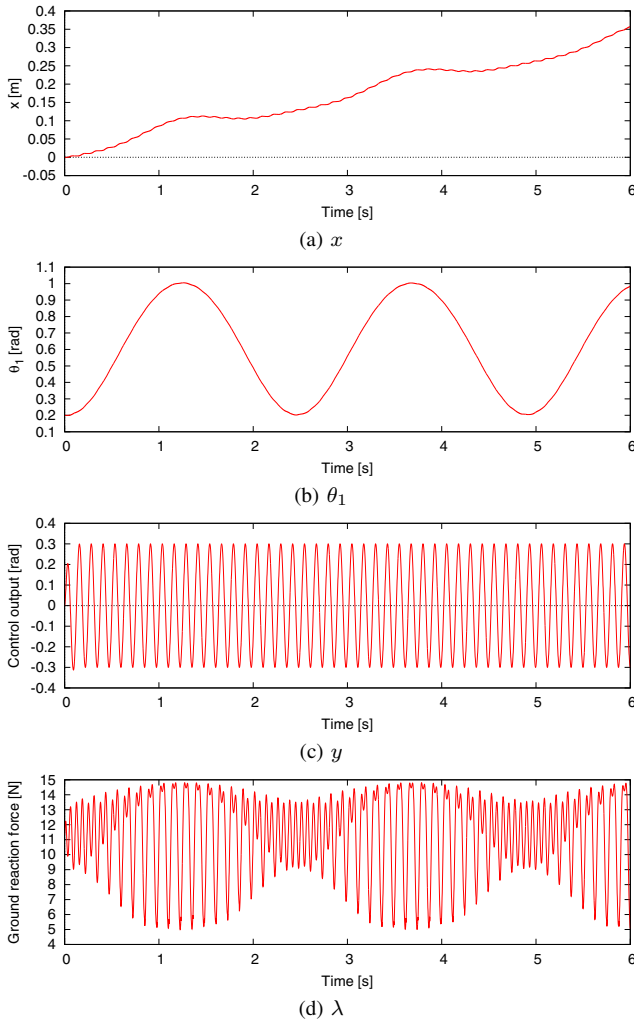 0.4
0.35
0.3
0.25
0.2
0.15
0.1
0.05
0
-0.05
x [m]
0 1 2 3 4 5 6
Time [s]
(a) x
1.1
1
0.9
0.8
0.7
0.6
0.5
0.4
0.3
0.2
0.1
θ₁ [rad]
0 1 2 3 4 5 6
Time [s]
(b) θ₁
0.4
0.3
0.2
0.1
0
-0.1
-0.2
-0.3
-0.4
Control output [rad]
0 1 2 3 4 5 6
Time [s]
(c) y
15
14
13
12
11
10
9
8
7
6
5
4
Ground reaction force [N]
0 1 2 3 4 5 6
Time [s]
(d) λ